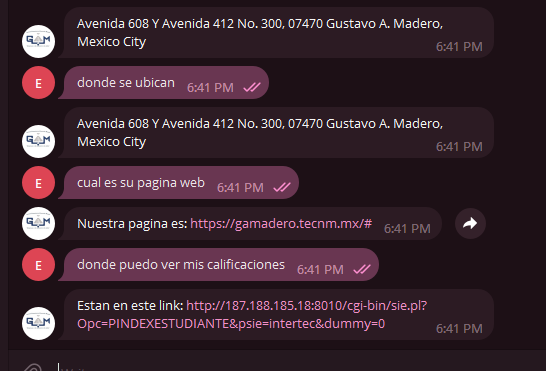 Avenida 608 Y Avenida 412 No. 300, 07470 Gustavo A. Madero,
Mexico City
6:41 PM
E
donde se ubican 6:41 PM
Avenida 608 Y Avenida 412 No. 300, 07470 Gustavo A. Madero,
Mexico City
6:41 PM
E
cual es su pagina web 6:41 PM
Nuestra pagina es: https://gamadero.tecnm.mx/# 6:41 PM
E
donde puedo ver mis calificaciones 6:41 PM
Estan en este link: http://187.188.185.18:8010/cgi-bin/sie.pl?
Opc=PINDEXESTUDIANTE&psie=intertec&dummy=0
6:41 PM